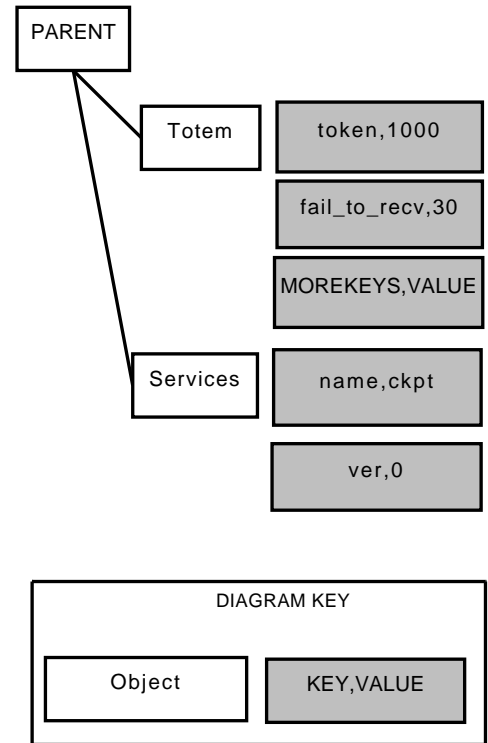 PARENT
Totem
token,1000
fail_to_recv,30
MOREKEYS,VALUE
Services
name,ckpt
ver,0
DIAGRAM KEY
Object
KEY,VALUE